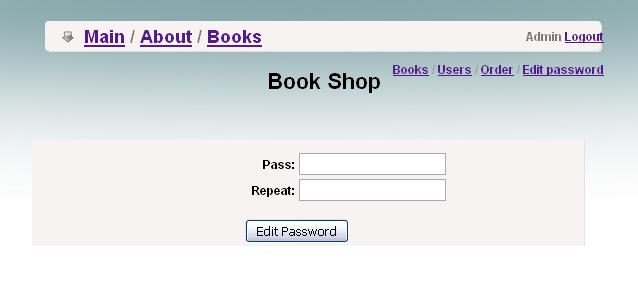 Main / About / Books
Admin Logout
Books / Users / Order / Edit password
Book Shop
Pass:
Repeat:
Edit Password